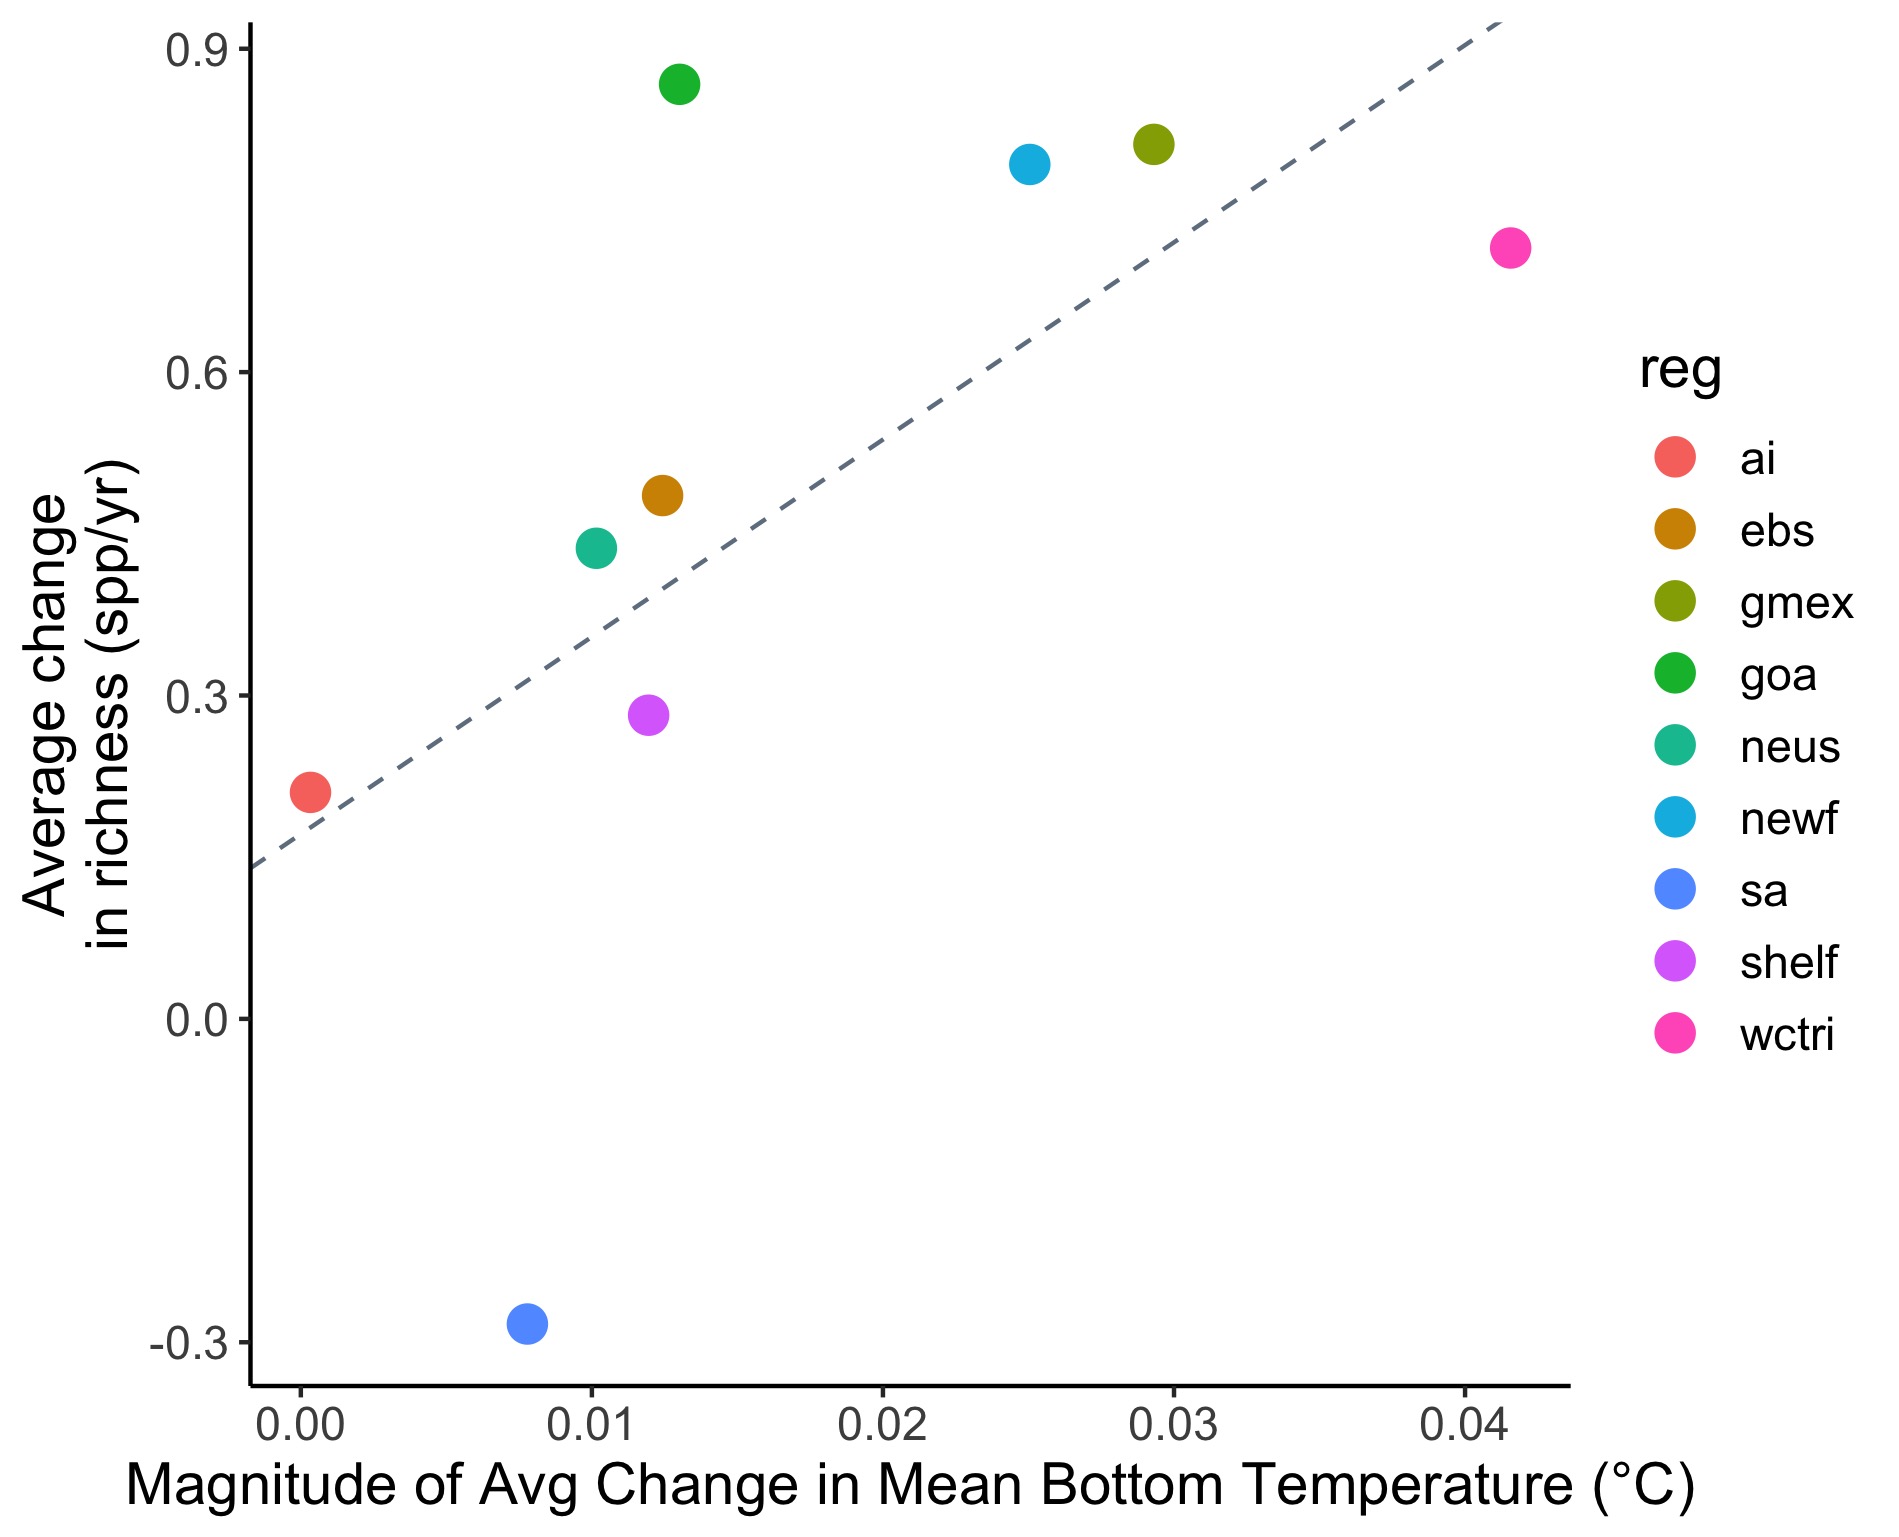 Average change
in richness (spp/yr)
0.9
0.6
0.3
0.0
-0.3
0.00
0.01
0.02
0.03
0.04
Magnitude of Avg Change in Mean Bottom Temperature (°C)
reg
ai
ebs
gmex
goa
neus
newf
sa
shelf
wctri